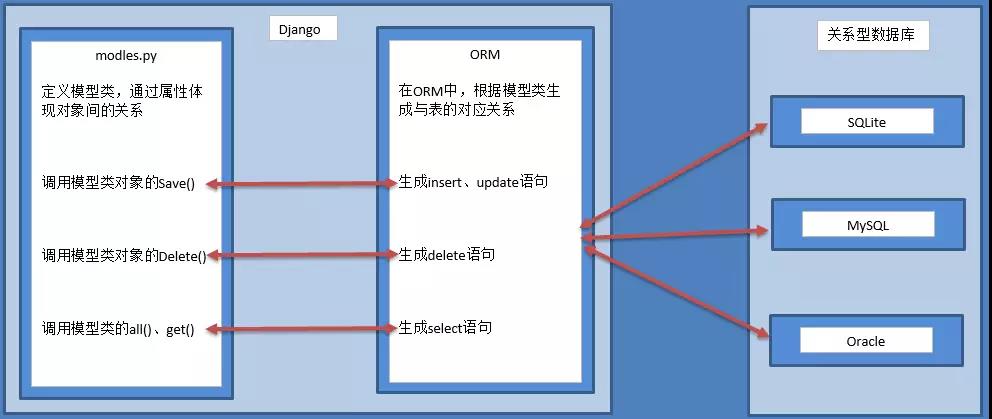 Django
modles.py
定义模型类，通过属性体
现对象间的关系
调用模型类对象的Save()
调用模型类对象的Delete()
调用模型类的all()、get()
ORM
在ORM中，根据模型类生
成与表的对应关系
生成insert、update语句
生成delete语句
生成select语句
关系型数据库
SQLite
MySQL
Oracle